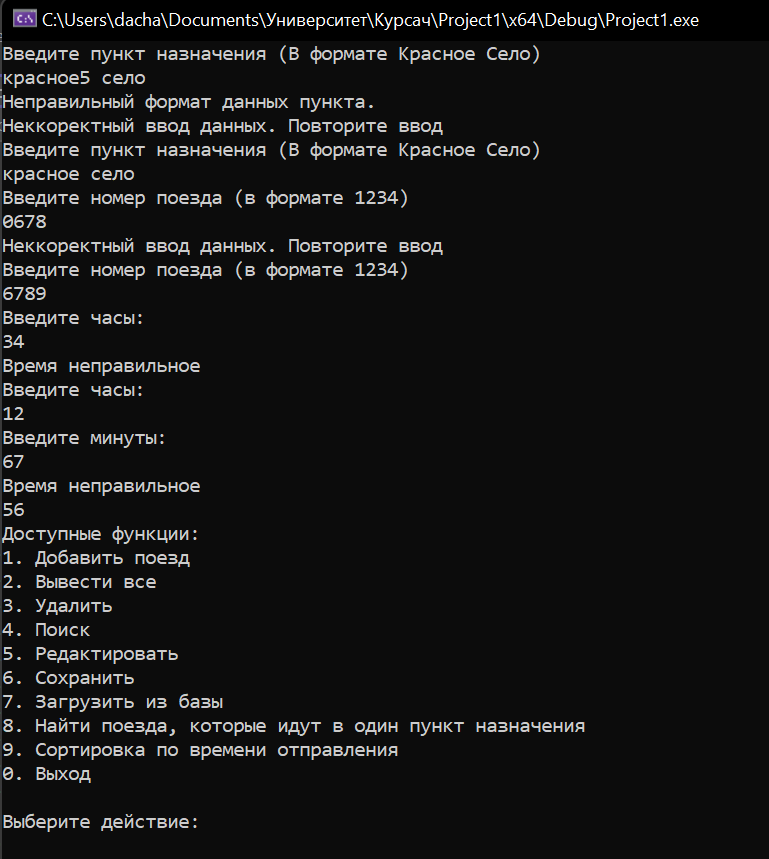 C:\Users\dacha\Documents\Университет\Курсач\Project1\x64\Debug\Project1.exe
Введите пункт назначения (В формате Красное Село)
красное5 село
Неправильный формат данных пункта.
Неккоректный ввод данных. Повторите ввод
Введите пункт назначения (В формате Красное Село)
красное село
Введите номер поезда (в формате 1234)
0678
Неккоректный ввод данных. Повторите ввод
Введите номер поезда (в формате 1234)
6789
Введите часы:
34
Время неправильное
Введите часы:
12
Введите минуты:
67
Время неправильное
56
Доступные функции:
1. Добавить поезд
2. Вывести все
3. Удалить
4. Поиск
5. Редактировать
6. Сохранить
7. Загрузить из базы
8. Найти поезда, которые идут в один пункт назначения
9. Сортировка по времени отправления
0. Выход
Выберите действие: